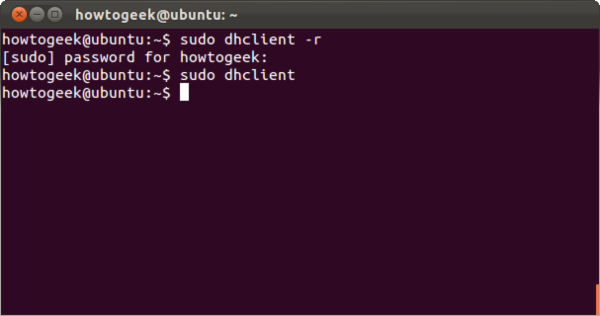 howtogeek@ubuntu: ~
howtogeek@ubuntu:~$ sudo dhclient -r
[sudo] password for howtogeek:
howtogeek@ubuntu:~$ sudo dhclient
howtogeek@ubuntu:~$